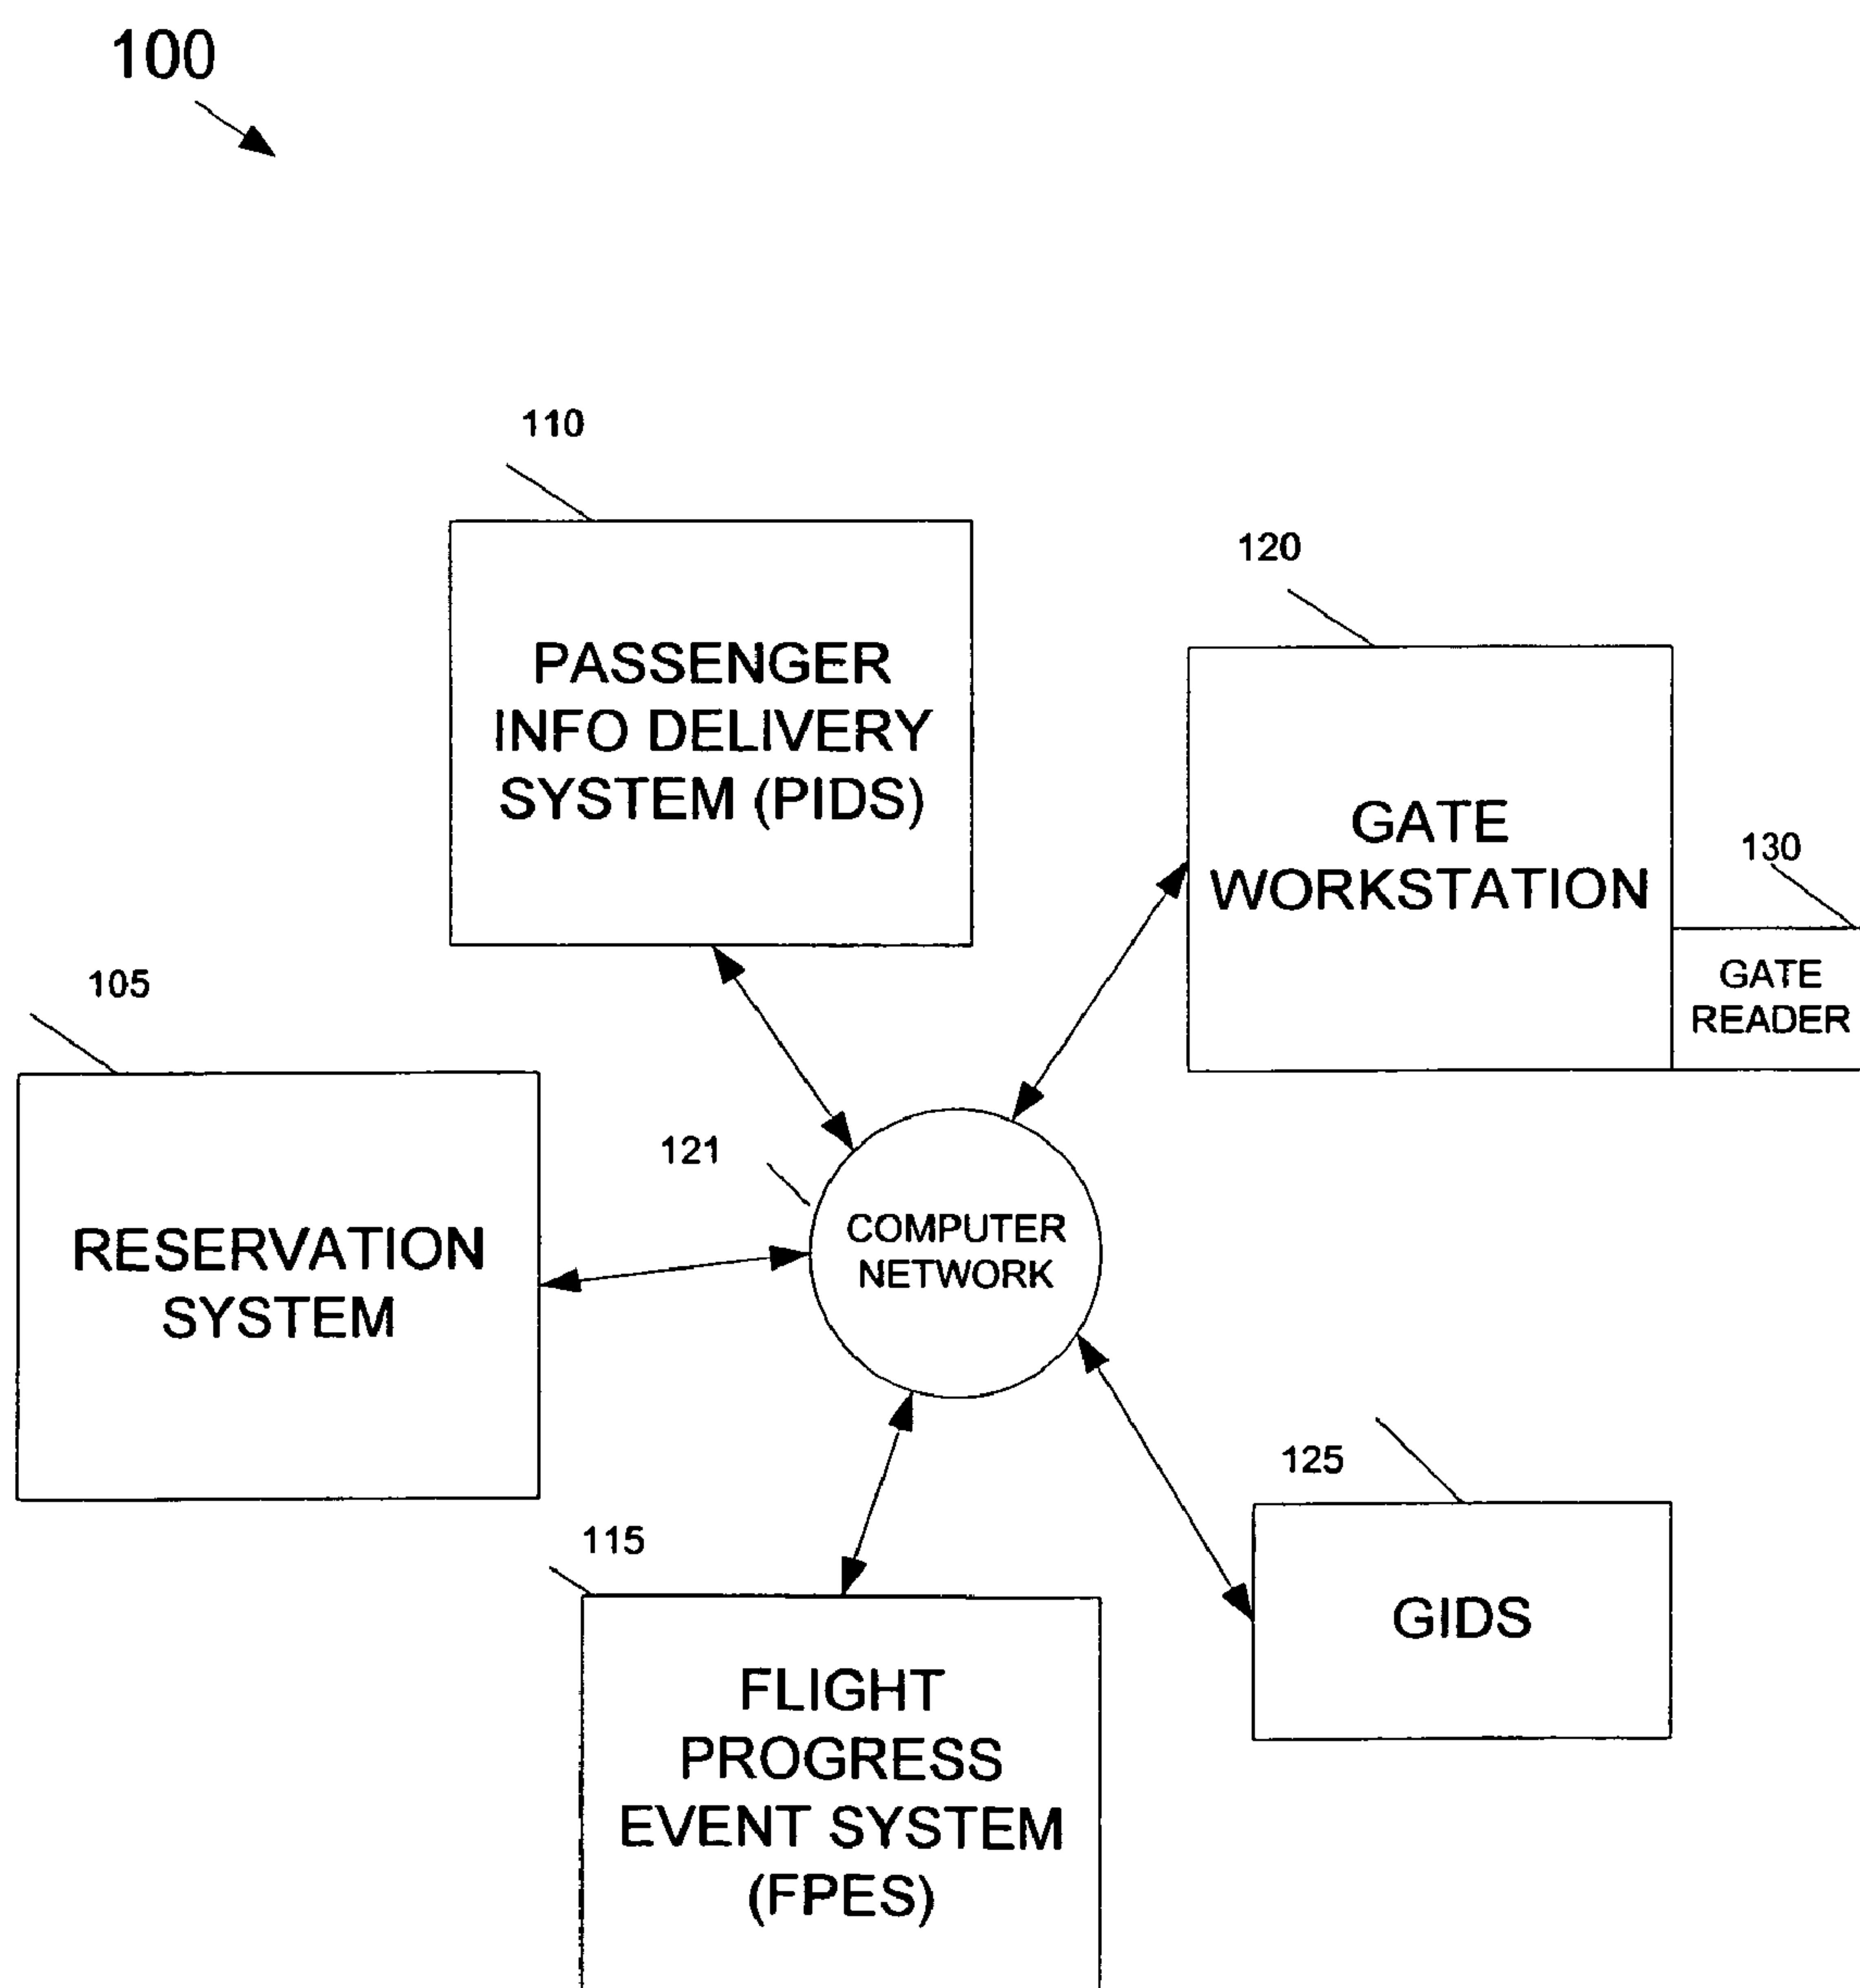 100
110
PASSENGER
INFO DELIVERY
SYSTEM (PIDS)
120
GATE
WORKSTATION
130
GATE
READER
105
RESERVATION
SYSTEM
121
COMPUTER
NETWORK
125
GIDS
115
FLIGHT
PROGRESS
EVENT SYSTEM
(FPES)